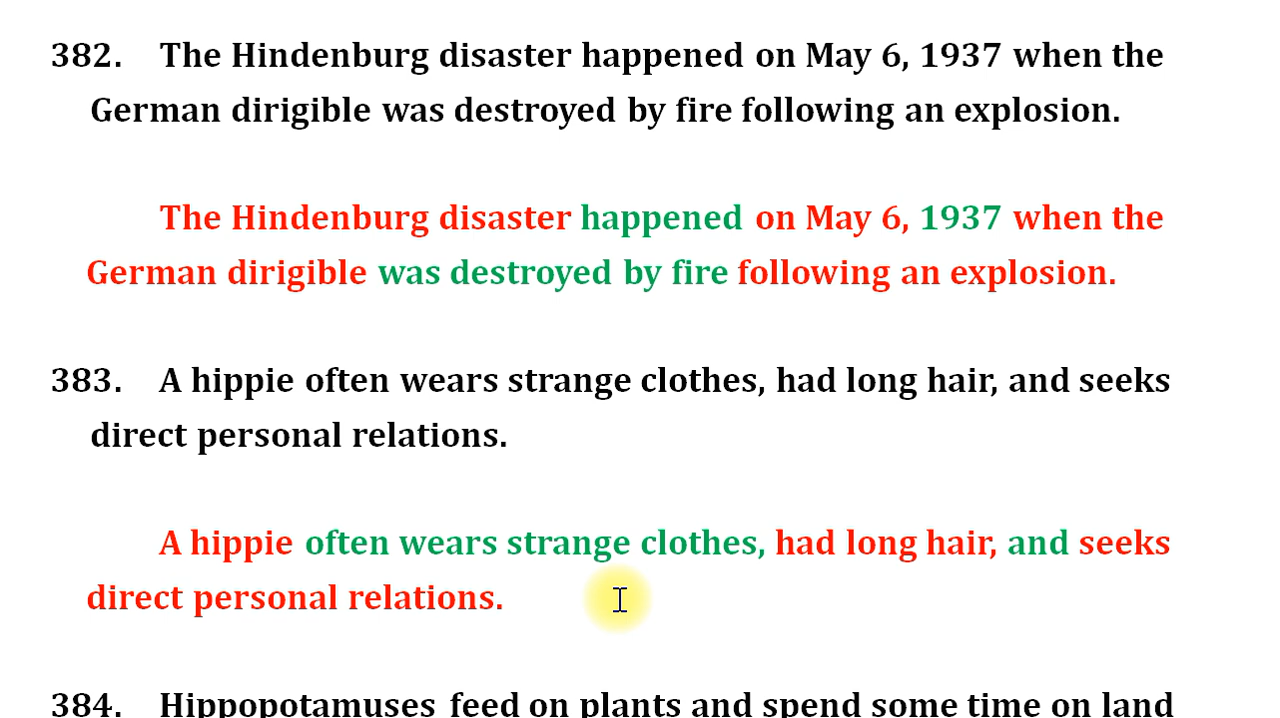 382. The Hindenburg disaster happened on May 6, 1937 when the
German dirigible was destroyed by fire following an explosion.
The Hindenburg disaster happened on May 6, 1937 when the
German dirigible was destroyed by fire following an explosion.
383. A hippie often wears strange clothes, had long hair, and seeks
direct personal relations.
A hippie often wears strange clothes, had long hair, and seeks
direct personal relations.
384. Hippopotamuses feed on plants and spend some time on land